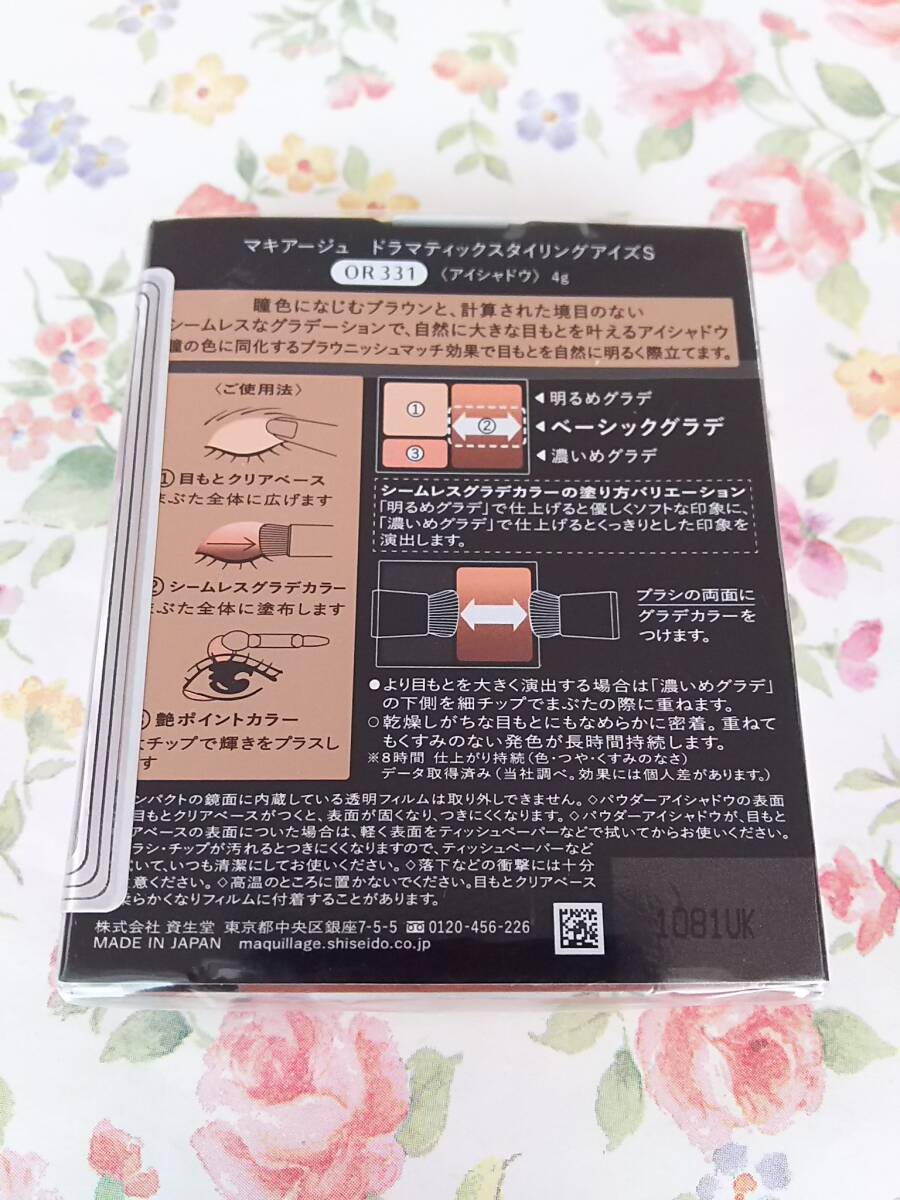 マキアージュ ドラマティックスタイリングアイズS
OR331 〈アイシャドウ〉 4g
瞳色になじむブラウンと、計算された境目のない
シームレスなグラデーションで、自然に大きな目もとを叶えるアイシャドウ
瞳の色に同化するブラウニッシュマッチ効果で目もとを自然に明るく際立てます。
〈ご使用法〉
①目もとクリアベース
まぶた全体に広げます
②シームレスグラデカラー
まぶた全体に塗布します
艶ポイントカラー
チップで輝きをプラスし
す
① ② ③
◀明るめグラデ
◀ベーシックグラデ
◀濃いめグラデ
シームレスグラデカラーの塗り方バリエーション
「明るめグラデ」で仕上げると優しくソフトな印象に、
「濃いめグラデ」で仕上げるとくっきりとした印象を
演出します。
ブラシの両面に
グラデカラーを
つけます。
●より目もとを大きく演出する場合は「濃いめグラデ」
の下側を細チップでまぶたの際に重ねます。
○乾燥しがちな目もとにもなめらかに密着。重ねて
もくすみのない発色が長時間持続します。
※8時間 仕上がり持続(色・つや・くすみのなさ)
データ取得済み(当社調べ。効果には個人差があります。)
ンパクトの鏡面に内蔵している透明フィルムは取り外しできません。◇パウダーアイシャドウの表面
目もとクリアベースがつくと、表面が固くなり、つきにくくなります。◇パウダーアイシャドウが、目もと
アベースの表面についた場合は、軽く表面をティッシュペーパーなどで拭いてからお使いください。
ラシ・チップが汚れるとつきにくくなりますので、ティッシュペーパーなど
いて、いつも清潔にしてお使いください。◇落下などの衝撃には十分
意ください。◇高温のところに置かないでください。目もとクリアベース
柔らかくなりフィルムに付着することがあります。
株式会社 資生堂 東京都中央区銀座7-5-5 0120-456-226
MADE IN JAPAN maquillage.shiseido.co.jp
1081UK